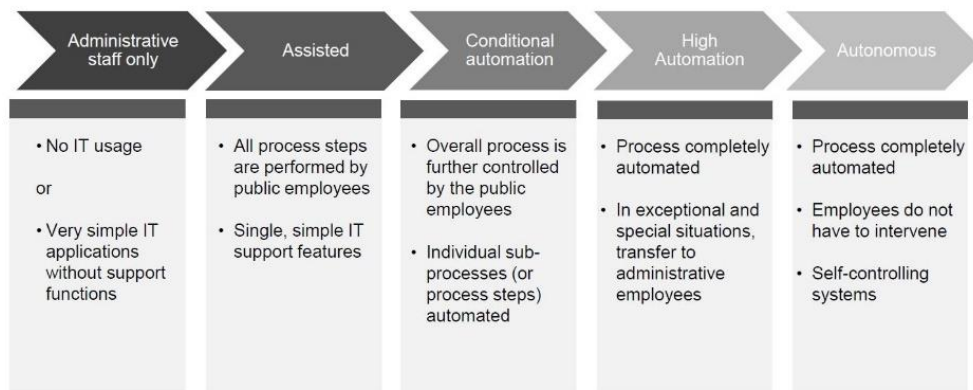 Administrative
staff only
Assisted
Conditional
automation
High
Automation
Autonomous
• No IT usage
or
• Very simple IT
applications
without support
functions
• All process steps
are performed by
public employees
• Single, simple IT
support features
• Overall process is
further controlled
by the public
employees
• Individual sub-
processes (or
process steps)
automated
• Process completely
automated
• In exceptional and
special situations,
transfer to
administrative
employees
• Process completely
automated
• Employees do not
have to intervene
• Self-controlling
systems